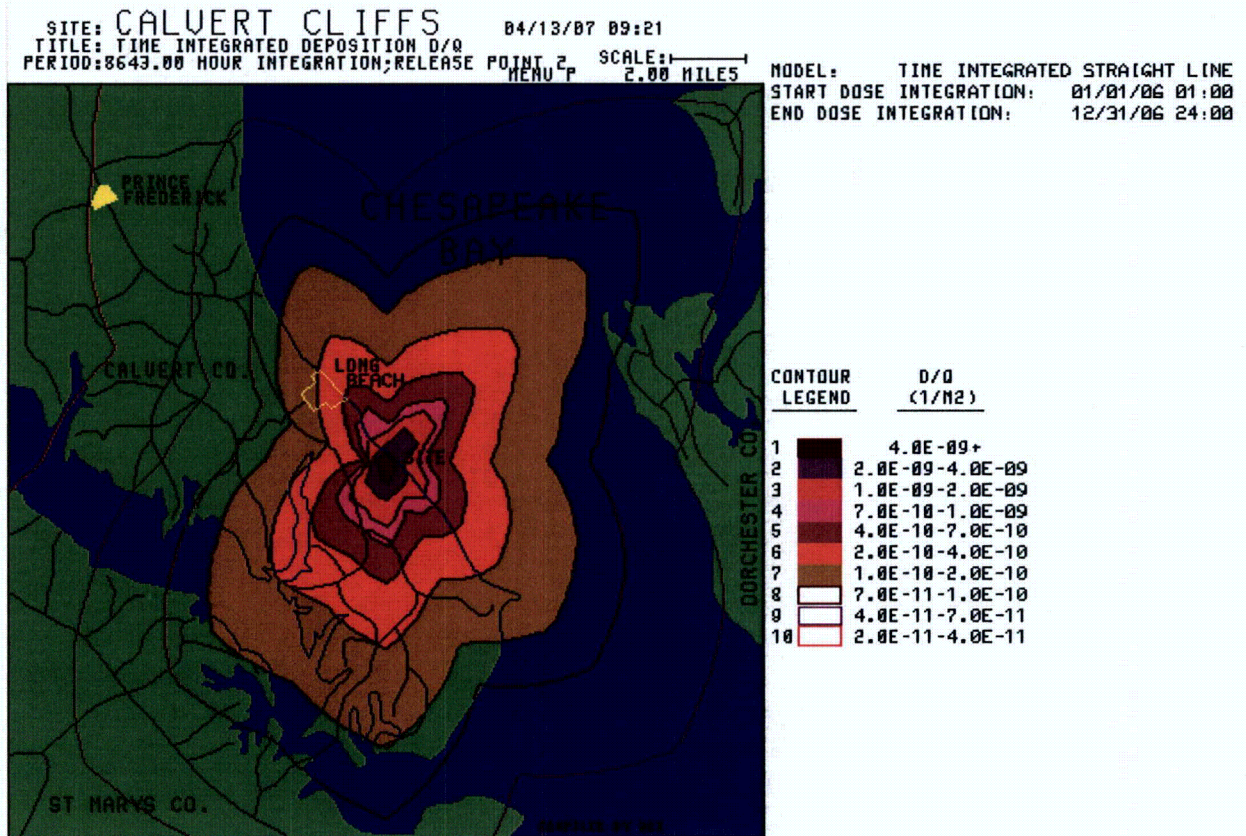 SITE: CALVERT CLIFFS 04/13/07 09:21
TITLE: TIME INTEGRATED DEPOSITION D/Q
PERIOD:8643.00 HOUR INTEGRATION;RELEASE POINT 2
MENU P
SCALE:
2.00 MILES
MODEL: TIME INTEGRATED STRAIGHT LINE
START DOSE INTEGRATION: 01/01/06 01:00
END DOSE INTEGRATION: 12/31/06 24:00
PRINCE
FREDERICK
CHESAPEAKE
BAY
CALVERT CO.
LONG
BEACH
SITE
DORCHESTER CO
ST MARYS CO.
CONTOUR D/Q
LEGEND (1/M2)
1 4.0E-09+
2 2.0E-09-4.0E-09
3 1.0E-09-2.0E-09
4 7.0E-10-1.0E-09
5 4.0E-10-7.0E-10
6 2.0E-10-4.0E-10
7 1.0E-10-2.0E-10
8 7.0E-11-1.0E-10
9 4.0E-11-7.0E-11
10 2.0E-11-4.0E-11